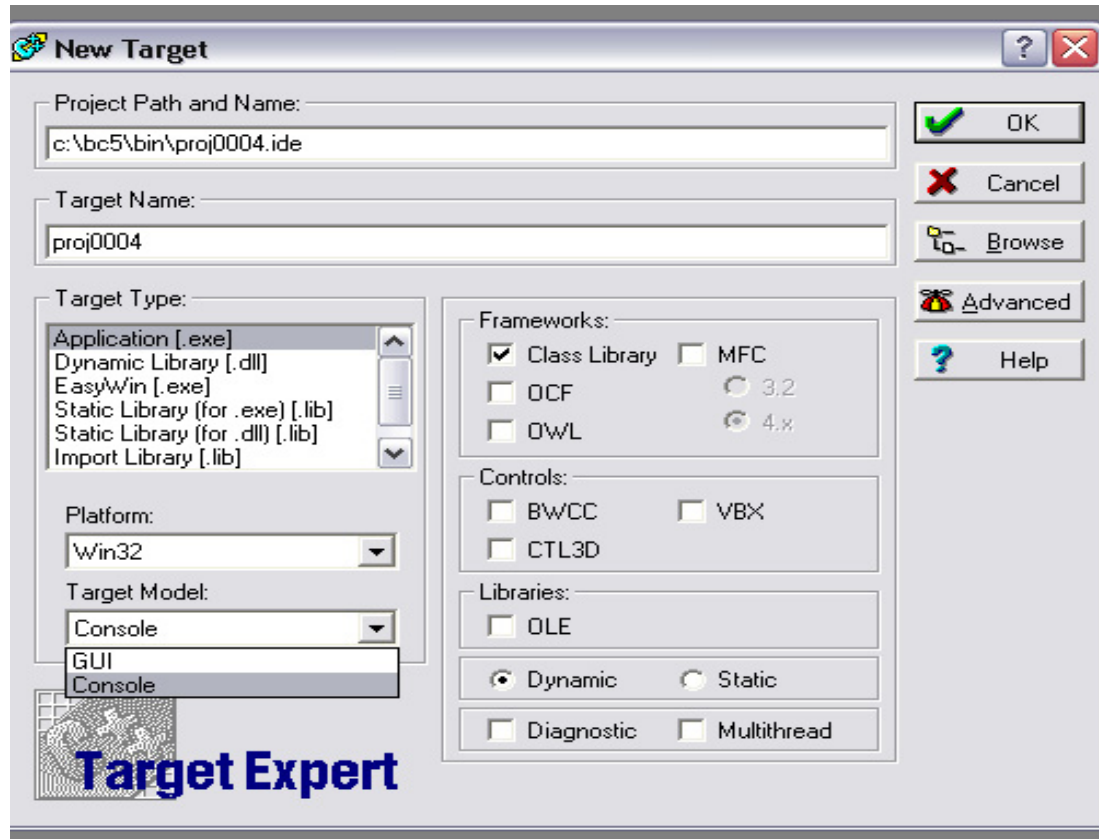 New Target
Project Path and Name:
c:\bc5\bin\proj0004.ide
Target Name:
proj0004
Target Type:
Application [.exe]
Dynamic Library [.dll]
EasyWin [.exe]
Static Library (for .exe) [.lib]
Static Library (for .dll) [.lib]
Import Library [.lib]
Platform:
Win32
Target Model:
Console
GUI
Console
Target Expert
Frameworks:
Class Library MFC
OCF 3.2
OWL 4.x
Controls:
BWCC VBX
CTL3D
Libraries:
OLE
Dynamic Static
Diagnostic Multithread
OK
Cancel
Browse
Advanced
Help